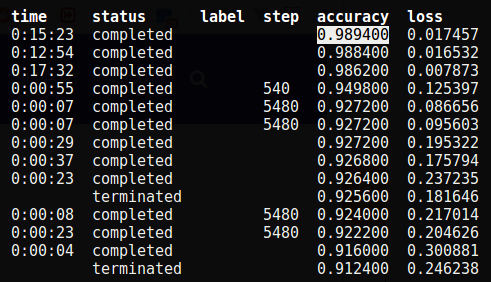 time status label step accuracy loss
0:15:23 completed 0.989400 0.017457
0:12:54 completed 0.988400 0.016532
0:17:32 completed 0.986200 0.007873
0:00:55 completed 540 0.949800 0.125397
0:00:07 completed 5480 0.927200 0.086656
0:00:07 completed 5480 0.927200 0.095603
0:00:29 completed 0.927200 0.195322
0:00:37 completed 0.926800 0.175794
0:00:23 completed 0.926400 0.237235
terminated 0.925600 0.181646
0:00:08 completed 5480 0.924000 0.217014
0:00:23 completed 5480 0.922200 0.204626
0:00:04 completed 0.916000 0.300881
terminated 0.912400 0.246238